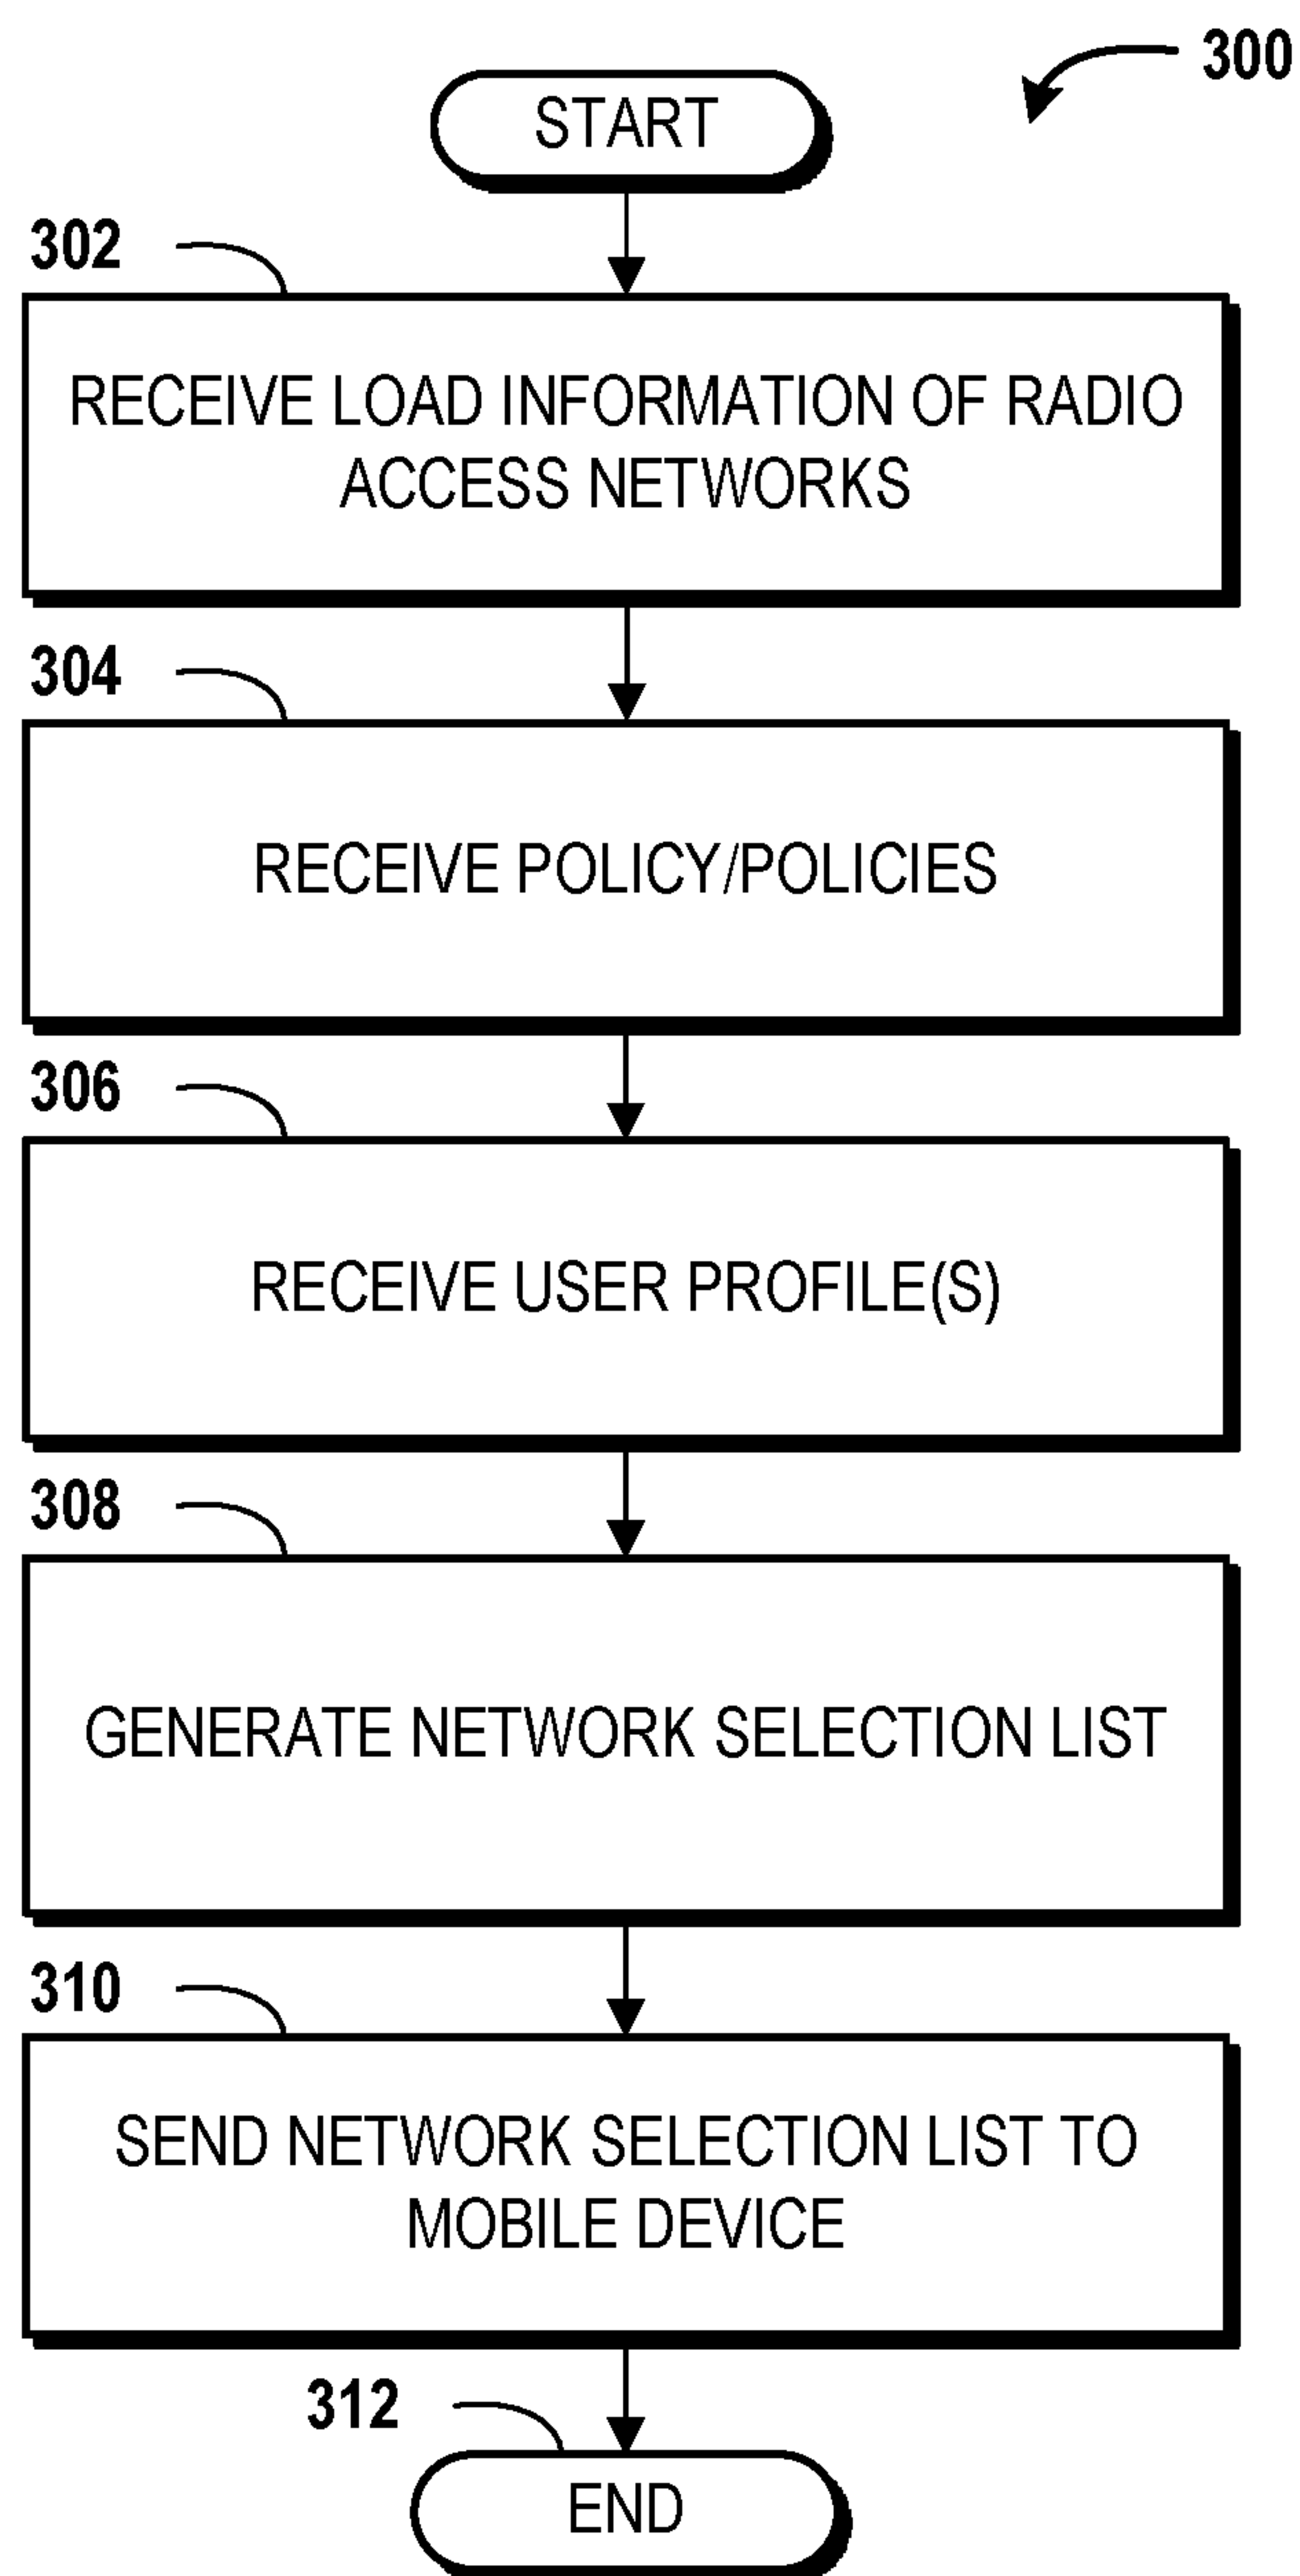 300
START
302
RECEIVE LOAD INFORMATION OF RADIO
ACCESS NETWORKS
304
RECEIVE POLICY/POLICIES
306
RECEIVE USER PROFILE(S)
308
GENERATE NETWORK SELECTION LIST
310
SEND NETWORK SELECTION LIST TO
MOBILE DEVICE
312
END